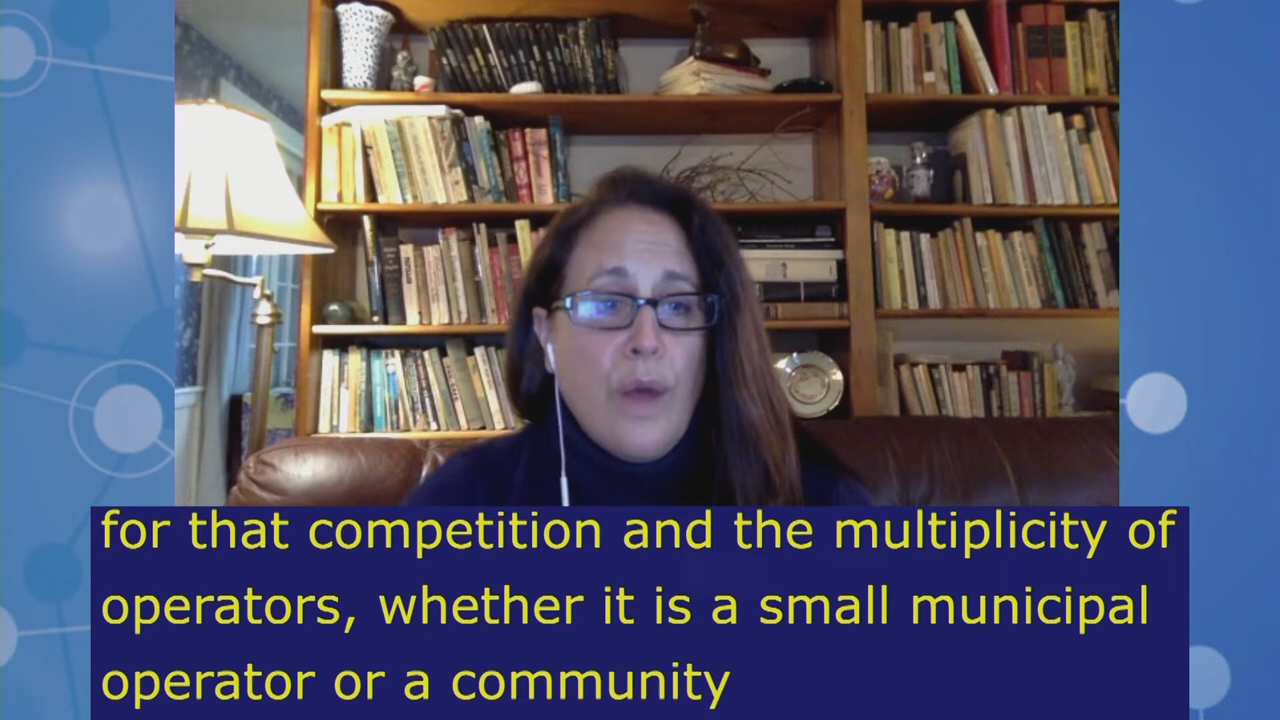 for that competition and the multiplicity of
operators, whether it is a small municipal
operator or a community